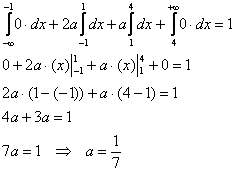 ∫_{-∞}^{-1} 0 · dx + 2a ∫_{-1}^{1} dx + a ∫_{1}^{4} dx + ∫_{4}^{+∞} 0 · dx = 1
0 + 2a · (x)|_{-1}^{1} + a · (x)|_{1}^{4} + 0 = 1
2a · (1 - (-1)) + a · (4 - 1) = 1
4a + 3a = 1
7a = 1 ⇒ a = 1/7